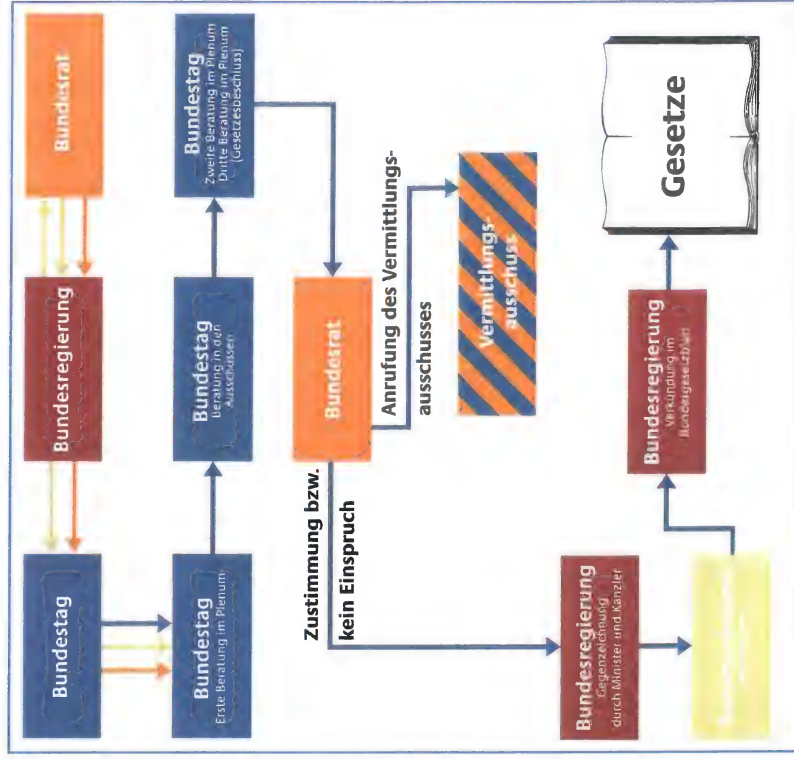 Bundestag
Bundesregierung
Bundesrat
Bundestag
Erste Beratung im Plenum
Bundestag
Beratung in den
Ausschüssen
Bundestag
Zweite Beratung im Plenum
Dritte Beratung im Plenum
(Gesetzesbeschluss)
Zustimmung bzw.
kein Einspruch
Bundesrat
Anrufung des Vermittlungs-
ausschusses
Vermittlungs-
ausschuss
Bundesregierung
Gegenzeichnung
durch Minister und Kanzler
Bundesregierung
Verkündung im
Bundesgesetzblatt
Gesetze